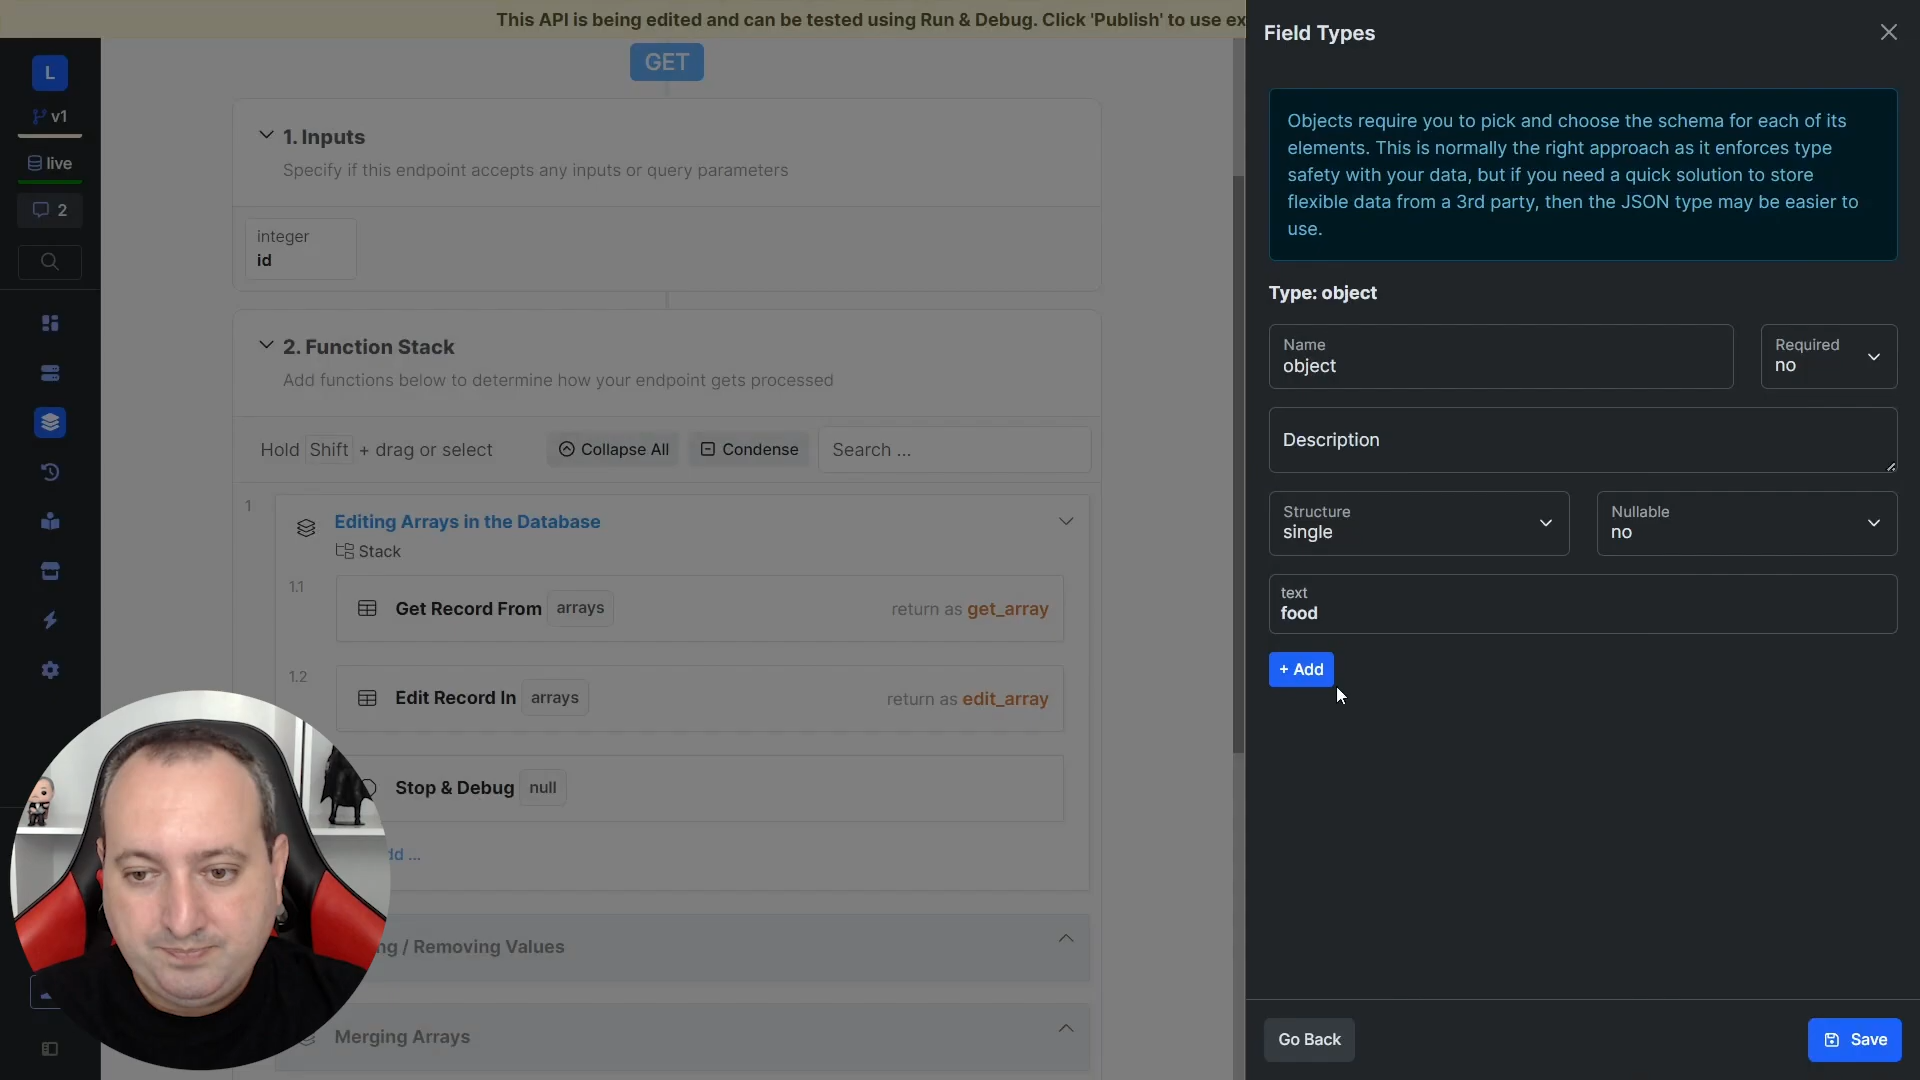 This API is being edited and can be tested using Run & Debug. Click 'Publish' to use ex
L
v1
live
2
GET
1. Inputs
Specify if this endpoint accepts any inputs or query parameters
integer
id
2. Function Stack
Add functions below to determine how your endpoint gets processed
Hold Shift + drag or select
Collapse All
Condense
Search ...
1
Editing Arrays in the Database
Stack
1.1
Get Record From arrays
return as get_array
1.2
Edit Record In arrays
return as edit_array
Stop & Debug null
dd ...
ng / Removing Values
Merging Arrays
Field Types
Objects require you to pick and choose the schema for each of its
elements. This is normally the right approach as it enforces type
safety with your data, but if you need a quick solution to store
flexible data from a 3rd party, then the JSON type may be easier to
use.
Type: object
Name
object
Required
no
Description
Structure
single
Nullable
no
text
food
+ Add
Go Back
Save